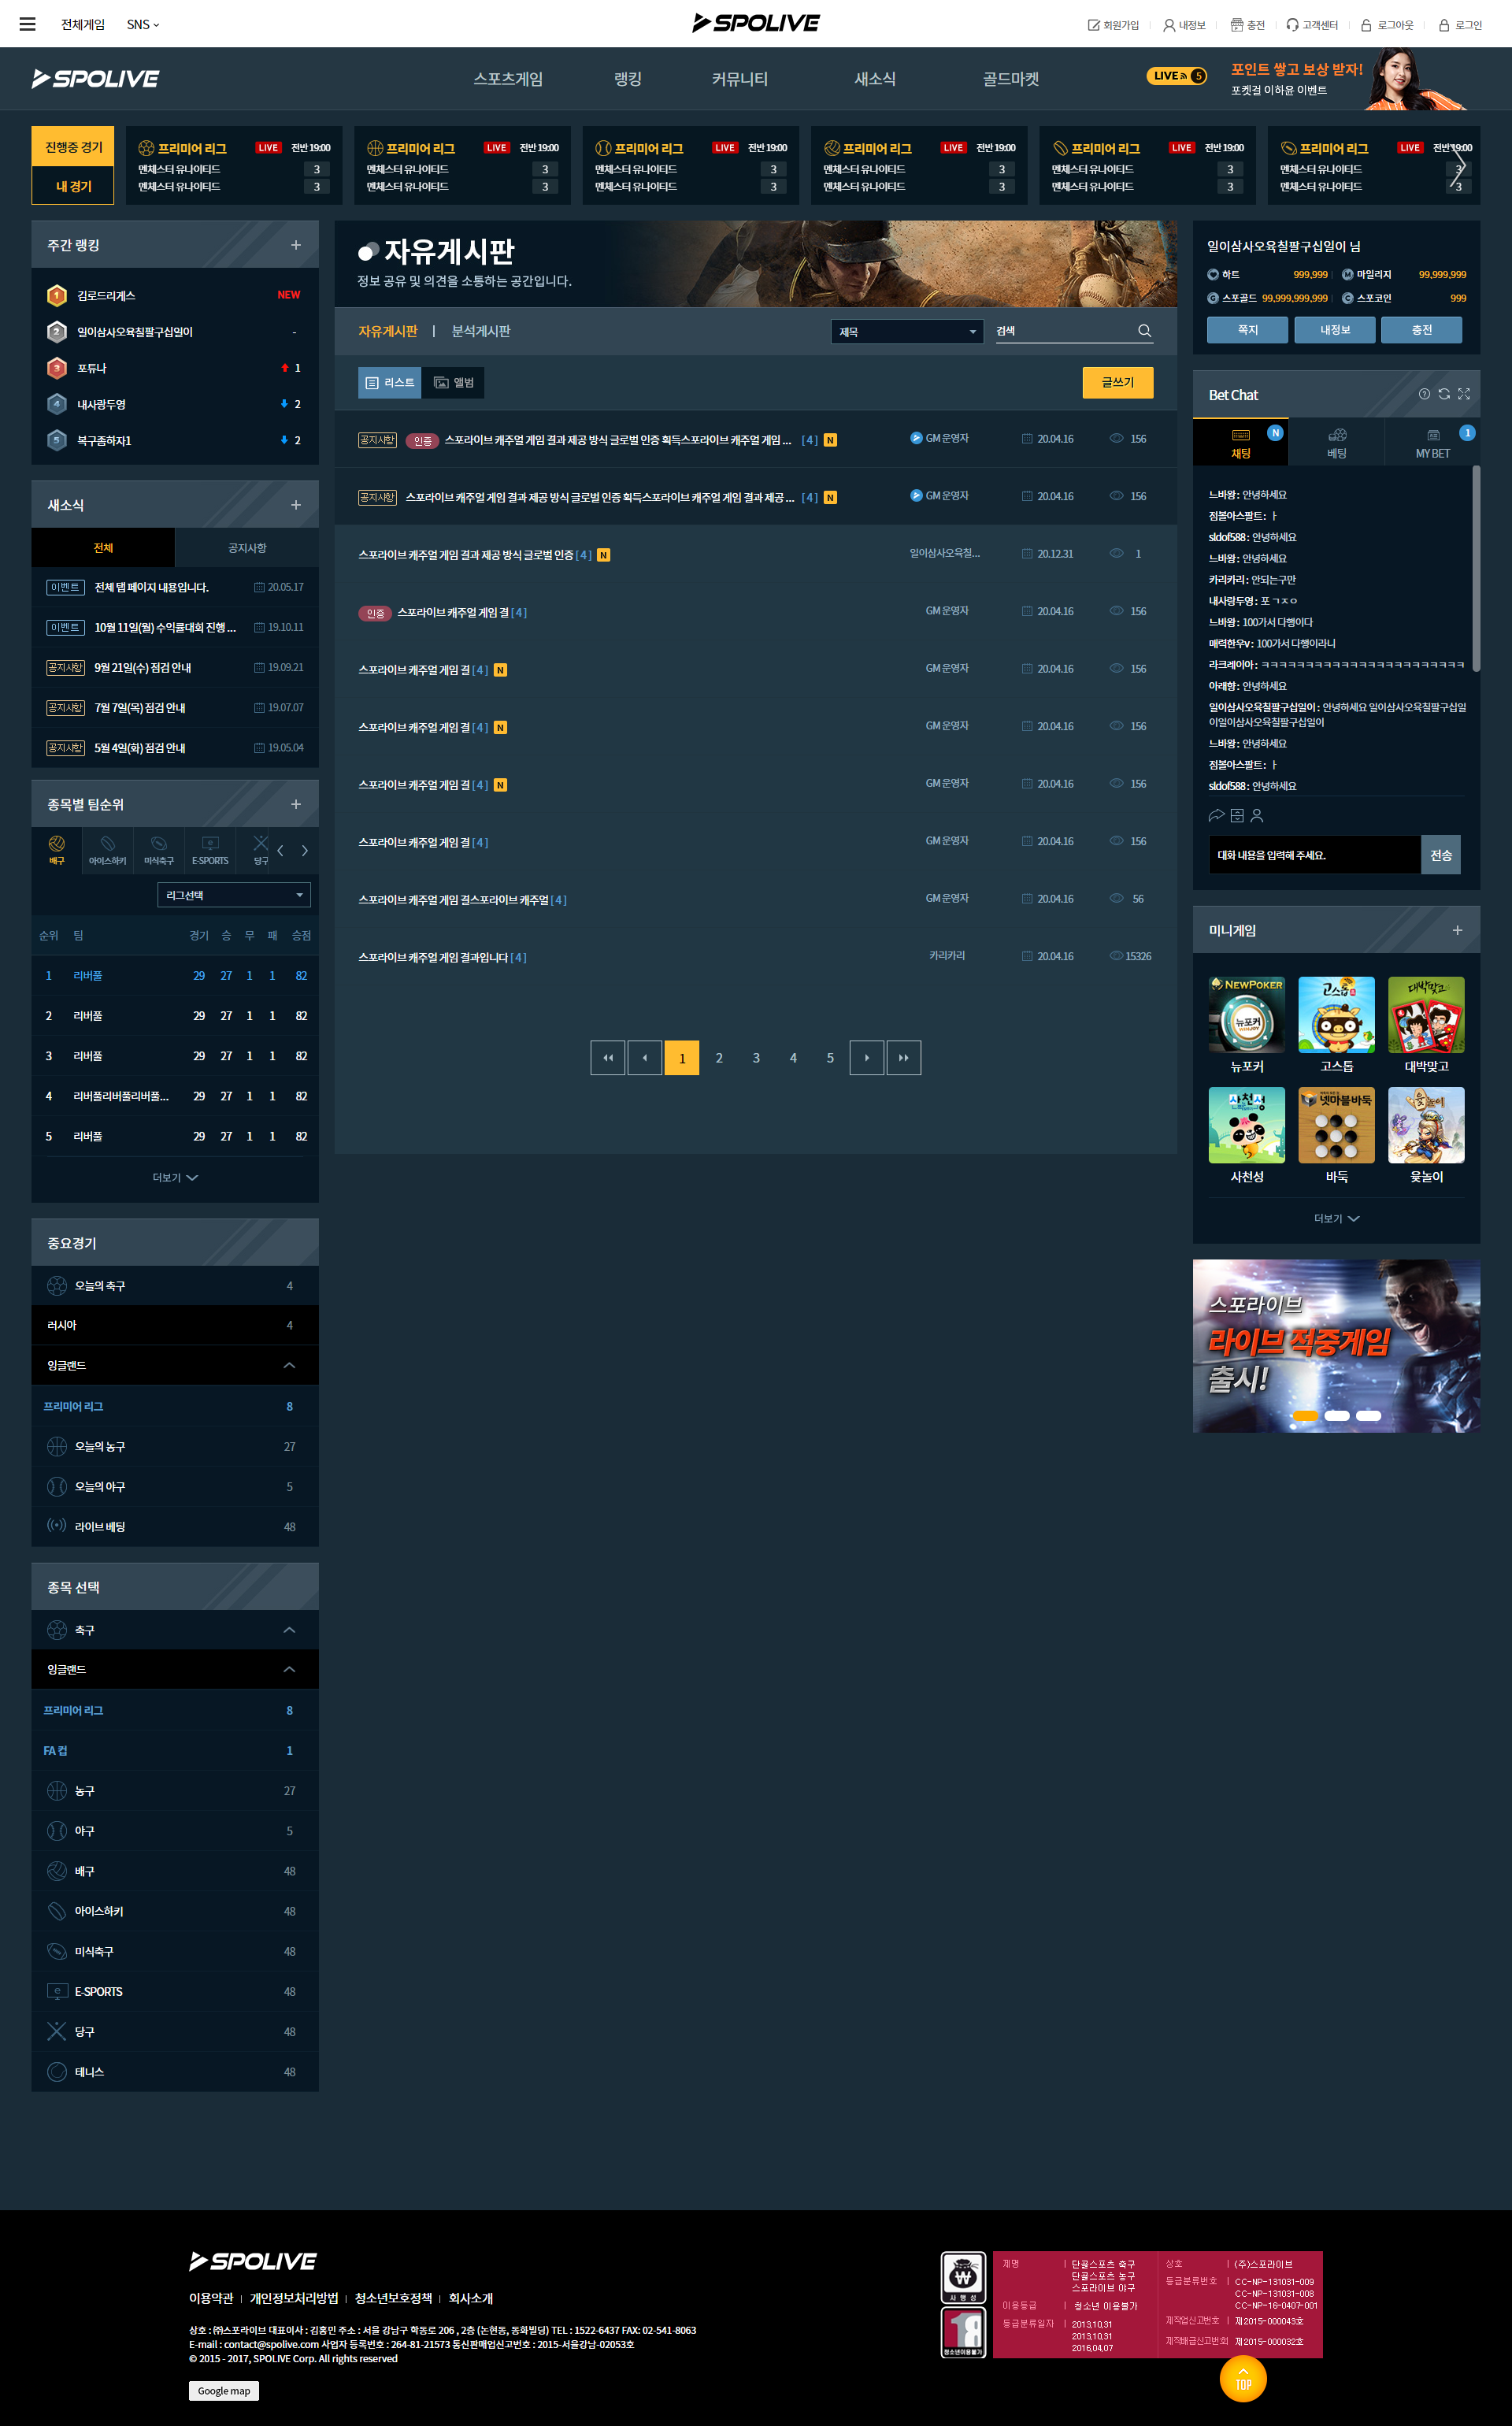 전체게임 SNS
SPOLIVE
회원가입 내정보 충전 고객센터 로그아웃 로그인
SPOLIVE
스포츠게임 랭킹 커뮤니티 새소식 골드마켓
LIVE 5
포인트 쌓고 보상 받자!
포켓걸 이하윤 이벤트
진행중 경기
내 경기
프리미어 리그 LIVE 전반 19:00
맨체스터 유나이티드 3
맨체스터 유나이티드 3
프리미어 리그 LIVE 전반 19:00
맨체스터 유나이티드 3
맨체스터 유나이티드 3
프리미어 리그 LIVE 전반 19:00
맨체스터 유나이티드 3
맨체스터 유나이티드 3
프리미어 리그 LIVE 전반 19:00
맨체스터 유나이티드 3
맨체스터 유나이티드 3
프리미어 리그 LIVE 전반 19:00
맨체스터 유나이티드 3
맨체스터 유나이티드 3
프리미어 리그 LIVE 전반 19:00
맨체스터 유나이티드 3
맨체스터 유나이티드 3
주간 랭킹
1 김로드리게스 NEW
2 일이삼사오육칠팔구십일이 -
3 포튜나 1
4 내사랑두영 2
5 복구좀하자1 2
새소식
전체 공지사항
이벤트 전체 탭 페이지 내용입니다. 20.05.17
이벤트 10월 11일(월) 수익률대회 진행 ... 19.10.11
공지사항 9월 21일(수) 점검 안내 19.09.21
공지사항 7월 7일(목) 점검 안내 19.07.07
공지사항 5월 4일(화) 점검 안내 19.05.04
종목별 팀순위
배구 아이스하키 미식축구 E-SPORTS 당구
리그선택
순위 팀 경기 승 무 패 승점
1 리버풀 29 27 1 1 82
2 리버풀 29 27 1 1 82
3 리버풀 29 27 1 1 82
4 리버풀리버풀리버풀... 29 27 1 1 82
5 리버풀 29 27 1 1 82
더보기
중요경기
오늘의 축구 4
러시아 4
잉글랜드
프리미어 리그 8
오늘의 농구 27
오늘의 야구 5
라이브 베팅 48
종목 선택
축구
잉글랜드
프리미어 리그 8
FA 컵 1
농구 27
야구 5
배구 48
아이스하키 48
미식축구 48
E-SPORTS 48
당구 48
테니스 48
자유게시판
정보 공유 및 의견을 소통하는 공간입니다.
자유게시판 | 분석게시판 제목 검색
리스트 앨범 글쓰기
공지사항 인증 스포라이브 캐주얼 게임 결과 제공 방식 글로벌 인증 획득스포라이브 캐주얼 게임 ... [4] N GM 운영자 20.04.16 156
공지사항 스포라이브 캐주얼 게임 결과 제공 방식 글로벌 인증 획득스포라이브 캐주얼 게임 결과 제공 ... [4] N GM 운영자 20.04.16 156
스포라이브 캐주얼 게임 결과 제공 방식 글로벌 인증 [4] N 일이삼사오육칠... 20.12.31 1
인증 스포라이브 캐주얼 게임 결 [4] GM 운영자 20.04.16 156
스포라이브 캐주얼 게임 결 [4] N GM 운영자 20.04.16 156
스포라이브 캐주얼 게임 결 [4] N GM 운영자 20.04.16 156
스포라이브 캐주얼 게임 결 [4] N GM 운영자 20.04.16 156
스포라이브 캐주얼 게임 결 [4] GM 운영자 20.04.16 156
스포라이브 캐주얼 게임 결스포라이브 캐주얼 [4] GM 운영자 20.04.16 56
스포라이브 캐주얼 게임 결과입니다 [4] 카리카리 20.04.16 15326
1 2 3 4 5
일이삼사오육칠팔구십일이 님
하트 999,999 M 마일리지 99,999,999
G 스포골드 99,999,999,999 C 스포코인 999
쪽지 내정보 충전
Bet Chat
채팅 N 베팅 MY BET 1
느바왕 : 안녕하세요
점볼아스팔트 : ㅏ
sldof588 : 안녕하세요
느바왕 : 안녕하세요
카리카리 : 안되는구만
내사랑두영 : 포 ㄱㅈㅇ
느바왕 : 100가서 다행이다
매력한우v : 100가서 다행이라니
라크레이아 : ㅋㅋㅋㅋㅋㅋㅋㅋㅋㅋㅋㅋㅋㅋㅋㅋㅋㅋㅋㅋㅋㅋㅋ
아래향 : 안녕하세요
일이삼사오육칠팔구십일이 : 안녕하세요 일이삼사오육칠팔구십일
이일이삼사오육칠팔구십일이
느바왕 : 안녕하세요
점볼아스팔트 : ㅏ
sldof588 : 안녕하세요
대화 내용을 입력해 주세요. 전송
미니게임
NEWPOKER 뉴포커 고스톱 대박맞고
뉴포커 고스톱 대박맞고
사천성 넷마블바둑 윷놀이
사천성 바둑 윷놀이
더보기
스포라이브
라이브 적중게임
출시!
SPOLIVE
이용약관 | 개인정보처리방법 | 청소년보호정책 | 회사소개
상호 : ㈜스포라이브 대표이사 : 김홍민 주소 : 서울 강남구 학동로 206 , 2층 (논현동, 동화빌딩) TEL : 1522-6437 FAX: 02-541-8063
E-mail : contact@spolive.com 사업자 등록번호 : 264-81-21573 통신판매업신고번호 : 2015-서울강남-02053호
© 2015 - 2017, SPOLIVE Corp. All rights reserved
Google map
사행성
18
청소년이용불가
제명 | 단골스포츠 축구
단골스포츠 농구
스포라이브 야구
이용등급 | 청소년 이용불가
등급분류일자 | 2013.10.31
2013.10.31
2016.04.07
상호 | (주)스포라이브
등급분류번호 | CC-NP-131031-009
CC-NP-131031-008
CC-NP-16-0407-001
제작업신고번호 | 제2015-000043호
제작배급신고번호 | 제2015-000032호
TOP